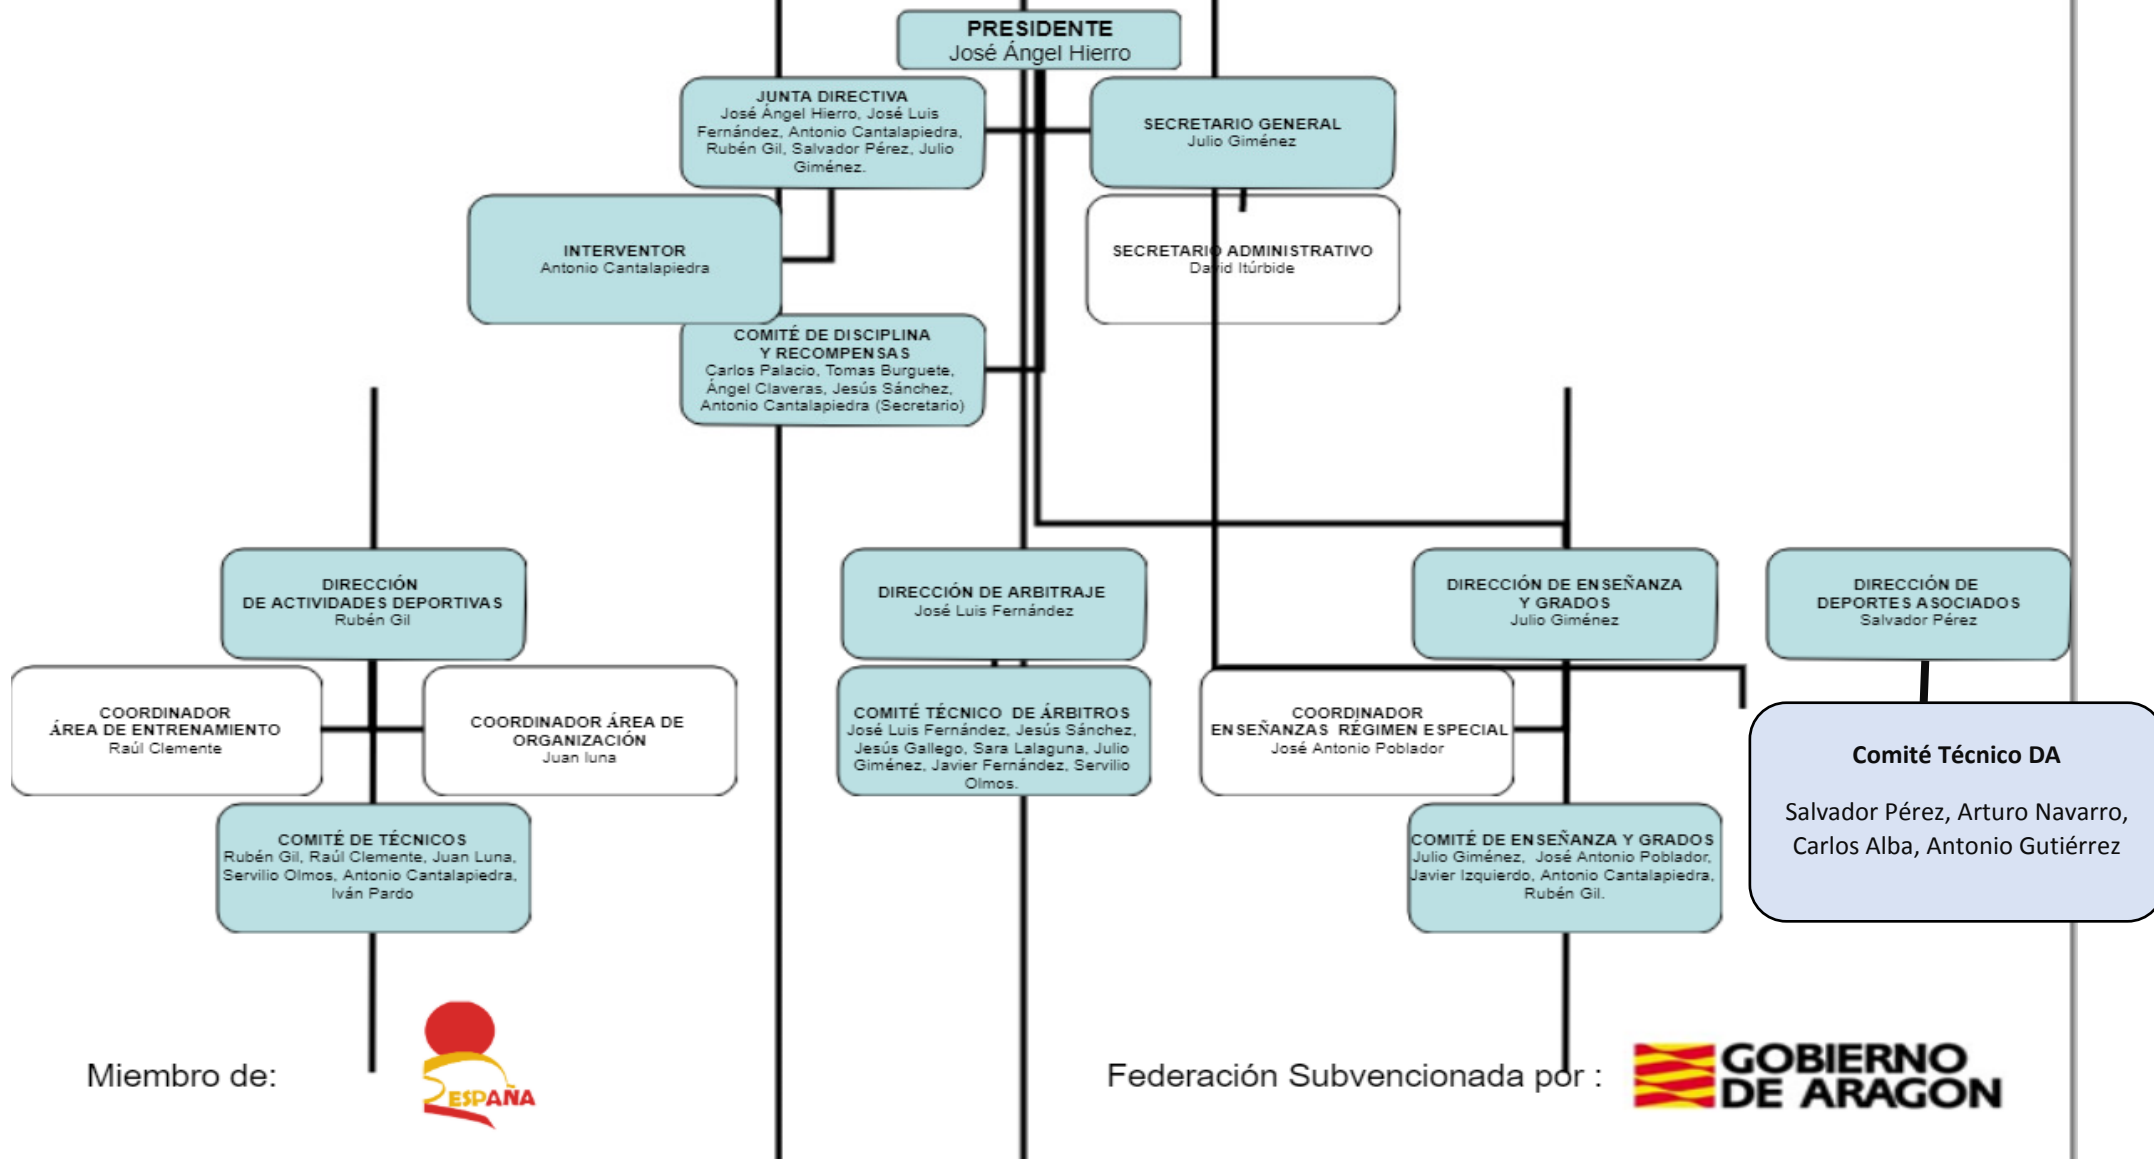 PRESIDENTE
José Ángel Hierro
JUNTA DIRECTIVA
José Ángel Hierro, José Luis
Fernández, Antonio Cantalapiedra,
Rubén Gil, Salvador Pérez, Julio
Giménez.
SECRETARIO GENERAL
Julio Giménez
INTERVENTOR
Antonio Cantalapiedra
SECRETARIO ADMINISTRATIVO
David Itúrbide
COMITÉ DE DISCIPLINA
Y RECOMPENSAS
Carlos Palacio, Tomas Burguete,
Ángel Claveras, Jesús Sánchez,
Antonio Cantalapiedra (Secretario)
DIRECCIÓN
DE ACTIVIDADES DEPORTIVAS
Rubén Gil
DIRECCIÓN DE ARBITRAJE
José Luis Fernández
DIRECCIÓN DE ENSEÑANZA
Y GRADOS
Julio Giménez
DIRECCIÓN DE
DEPORTES ASOCIADOS
Salvador Pérez
COORDINADOR
ÁREA DE ENTRENAMIENTO
Raúl Clemente
COORDINADOR ÁREA DE
ORGANIZACIÓN
Juan luna
COMITÉ TÉCNICO DE ÁRBITROS
José Luis Fernández, Jesús Sánchez,
Jesús Gallego, Sara Lalaguna, Julio
Giménez, Javier Fernández, Servilio
Olmos.
COORDINADOR
ENSEÑANZAS RÉGIMEN ESPECIAL
José Antonio Poblador
Comité Técnico DA
Salvador Pérez, Arturo Navarro,
Carlos Alba, Antonio Gutiérrez
COMITÉ DE TÉCNICOS
Rubén Gil, Raúl Clemente, Juan Luna,
Servilio Olmos, Antonio Cantalapiedra,
Iván Pardo
COMITÉ DE ENSEÑANZA Y GRADOS
Julio Giménez, José Antonio Poblador,
Javier Izquierdo, Antonio Cantalapiedra,
Rubén Gil.
Miembro de:
ESPAÑA
Federación Subvencionada por :
GOBIERNO
DE ARAGON